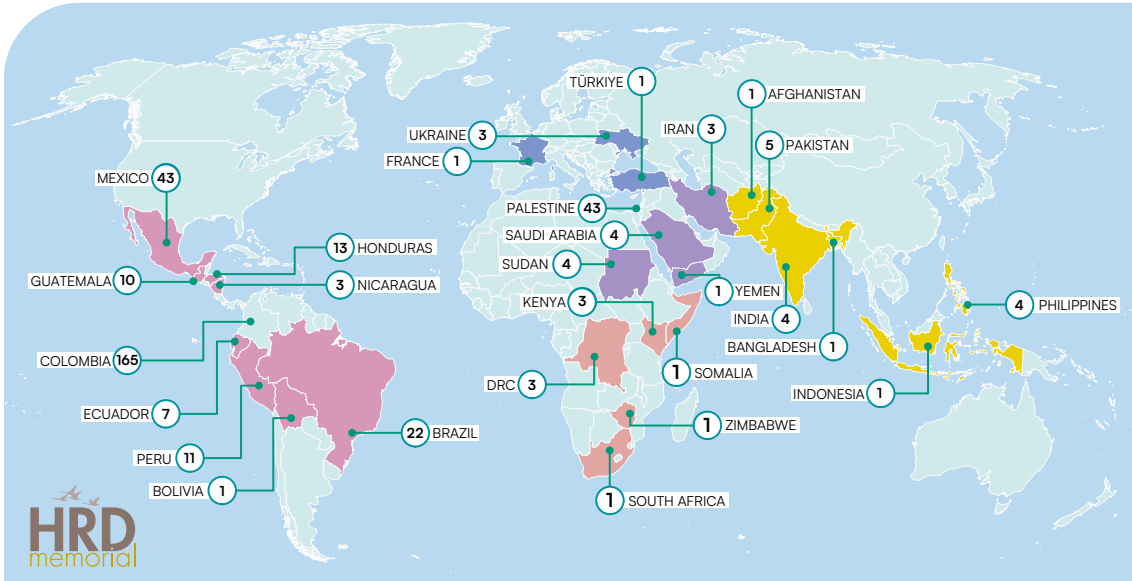 TÜRKIYE 1
1 AFGHANISTAN
UKRAINE 3
IRAN 3
5 PAKISTAN
FRANCE 1
MEXICO 43
PALESTINE 43
SAUDI ARABIA 4
13 HONDURAS
SUDAN 4
GUATEMALA 10
3 NICARAGUA
1 YEMEN
KENYA 3
4 PHILIPPINES
INDIA 4
BANGLADESH 1
COLOMBIA 165
1 SOMALIA
DRC 3
INDONESIA 1
ECUADOR 7
1 ZIMBABWE
22 BRAZIL
PERU 11
BOLIVIA 1
1 SOUTH AFRICA
HRD
memorial